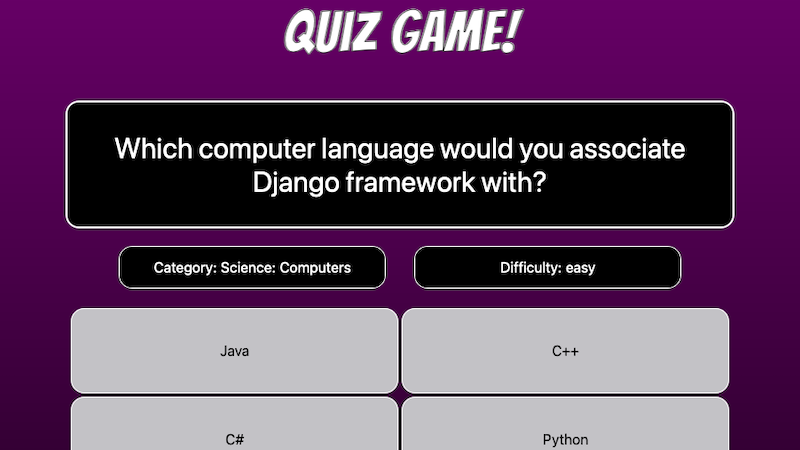 QUIZ GAME!
Which computer language would you associate
Django framework with?
Category: Science: Computers
Difficulty: easy
Java
C++
C#
Python